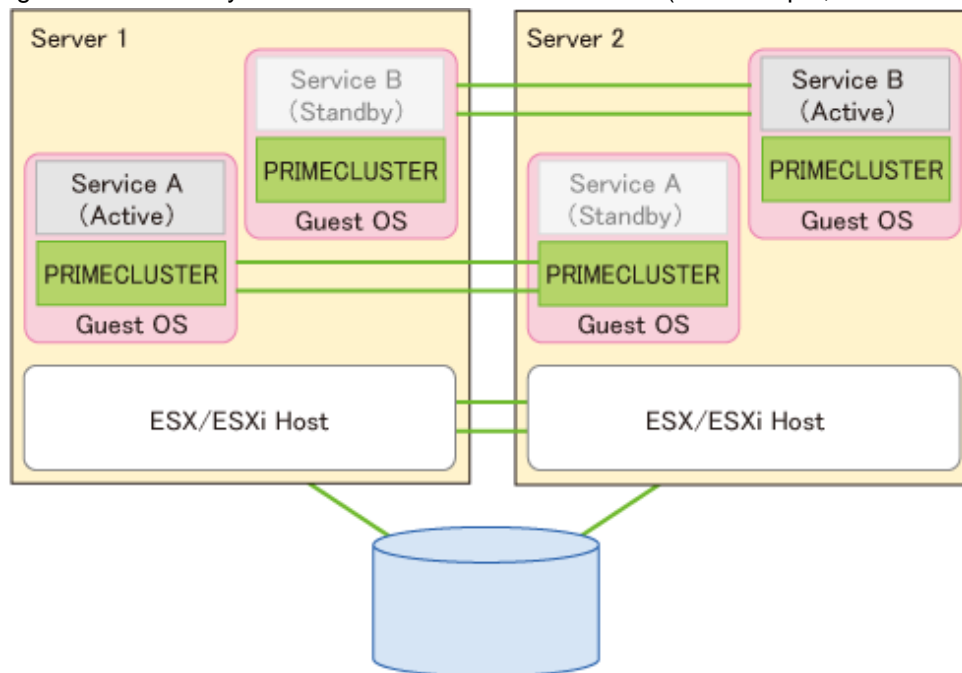 Server 1
Service B
(Standby)
PRIMECLUSTER
Guest OS
Service A
(Active)
PRIMECLUSTER
Guest OS
ESX/ESXi Host
Server 2
Service B
(Active)
PRIMECLUSTER
Guest OS
Service A
(Standby)
PRIMECLUSTER
Guest OS
ESX/ESXi Host